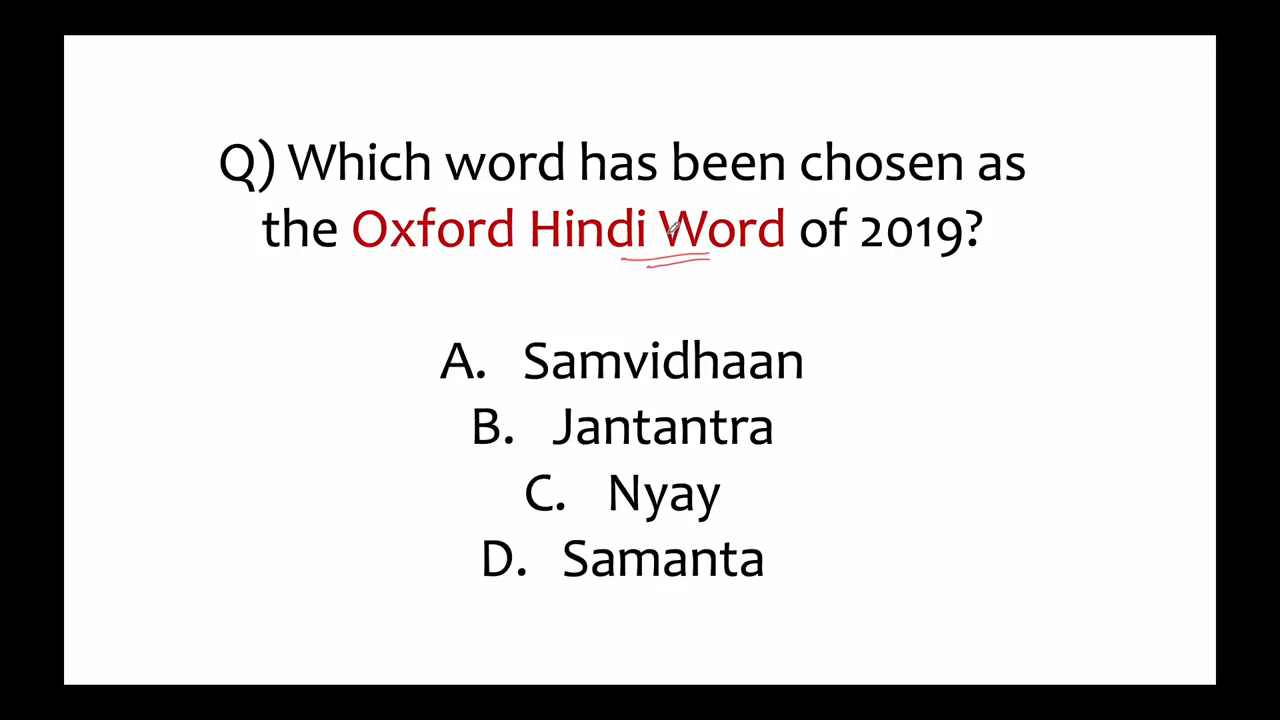 Q) Which word has been chosen as
the Oxford Hindi Word of 2019?
A. Samvidhaan
B. Jantantra
C. Nyay
D. Samanta